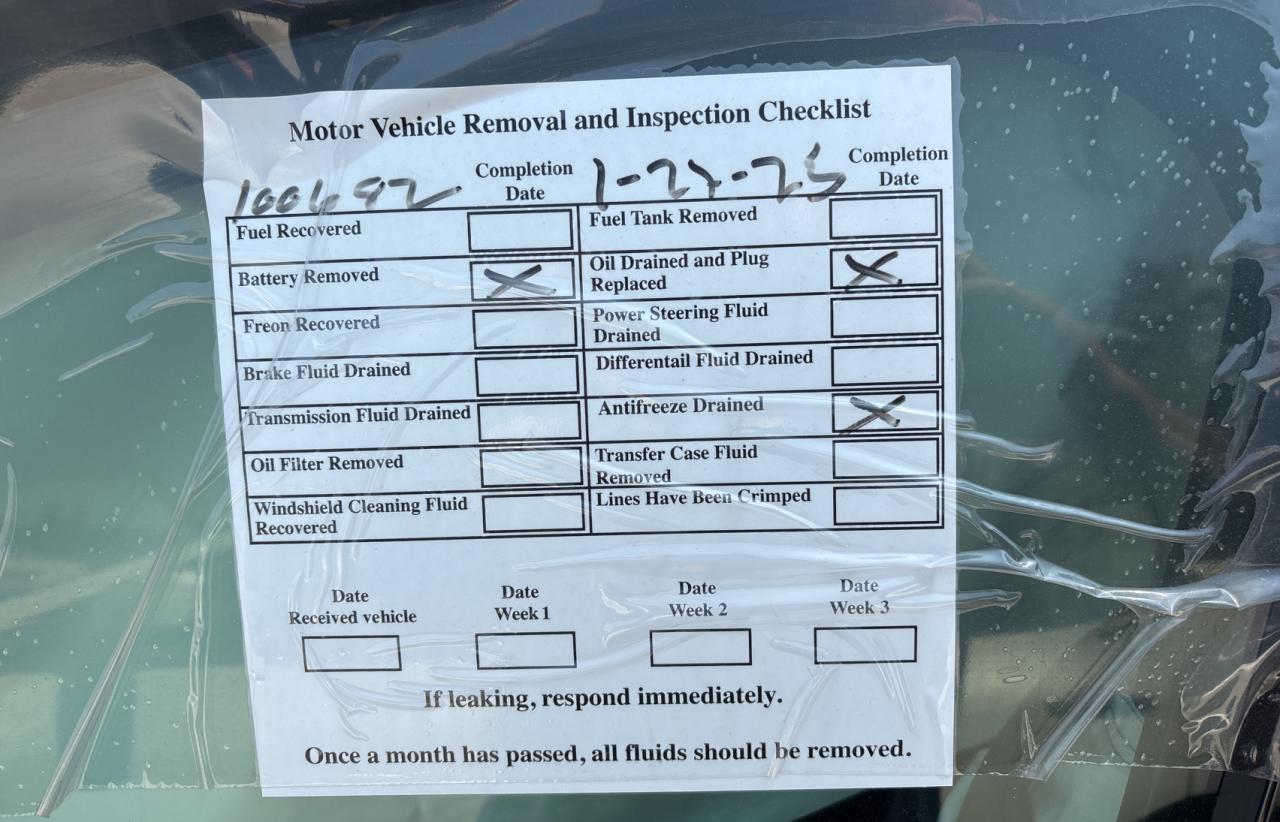 Motor Vehicle Removal and Inspection Checklist
Completion Date
Completion Date
100692 1-27-25
Fuel Recovered
Fuel Tank Removed
Battery Removed X
Oil Drained and Plug Replaced X
Freon Recovered
Power Steering Fluid Drained
Brake Fluid Drained
Differentail Fluid Drained
Transmission Fluid Drained
Antifreeze Drained X
Oil Filter Removed
Transfer Case Fluid Removed
Windshield Cleaning Fluid Recovered
Lines Have Been Crimped
Date Received vehicle
Date Week 1
Date Week 2
Date Week 3
If leaking, respond immediately.
Once a month has passed, all fluids should be removed.